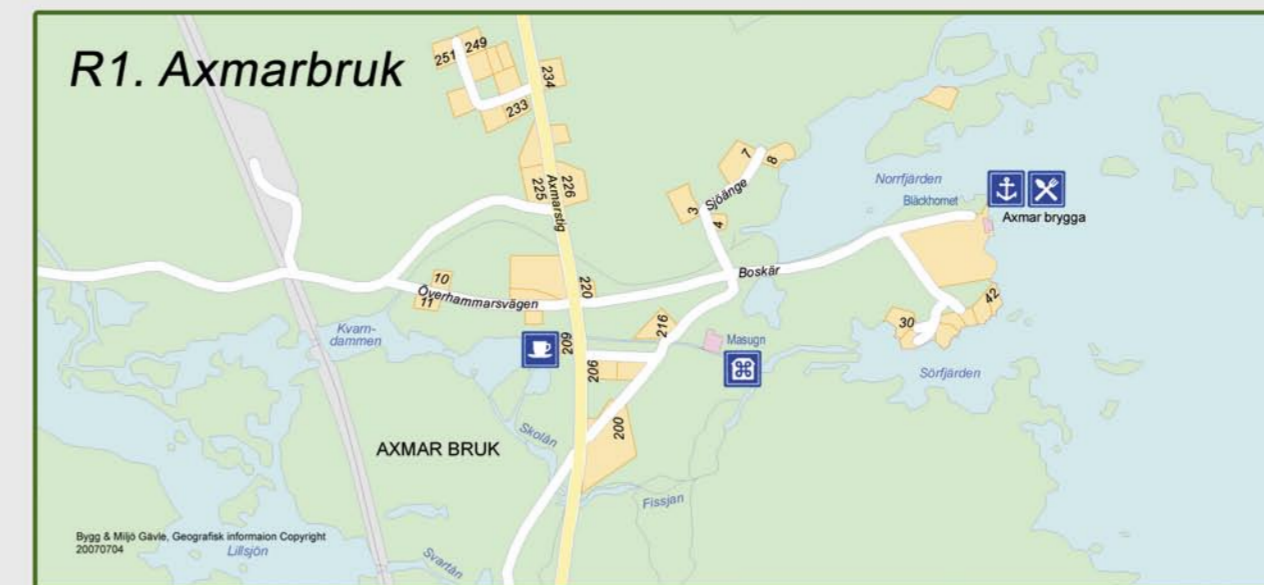 R1. Axmarbruk
251
249
233
234
Axmarstig
225
226
7
8
Sjöänge
3
4
Norrfjärden
Bläckhornet
Axmar brygga
Boskär
10
11
Överhammarsvägen
220
Kvarn-
dammen
209
216
206
Masugn
30
42
Sörfjärden
200
Skolån
AXMAR BRUK
Fissjan
Bygg & Miljö Gävle, Geografisk informaion Copyright
20070704
Lillsjön
Svartån